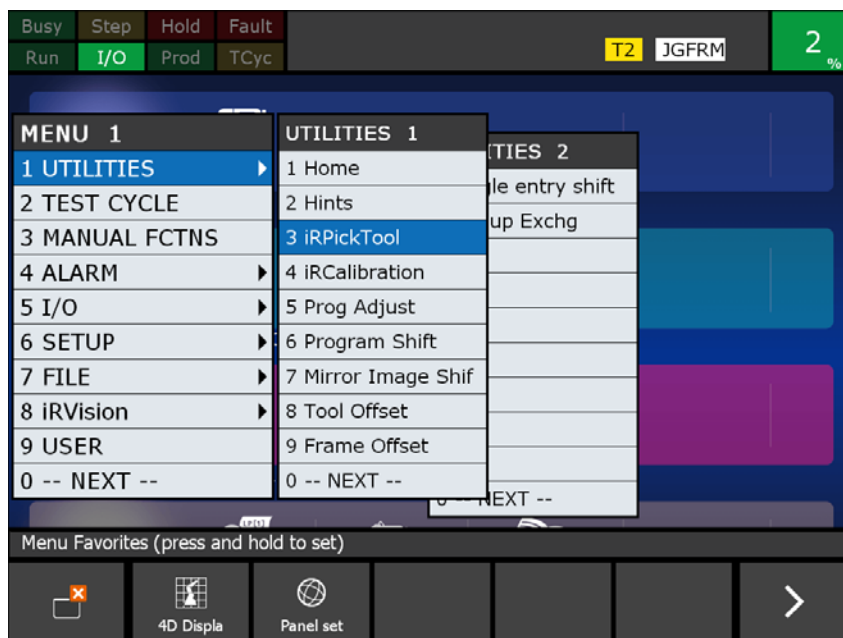 Busy Step Hold Fault
Run I/O Prod TCyc
T2 JGFRM
2 %
MENU 1
1 UTILITIES
2 TEST CYCLE
3 MANUAL FCTNS
4 ALARM
5 I/O
6 SETUP
7 FILE
8 iRVision
9 USER
0 -- NEXT --
UTILITIES 1
1 Home
2 Hints
3 iRPickTool
4 iRCalibration
5 Prog Adjust
6 Program Shift
7 Mirror Image Shif
8 Tool Offset
9 Frame Offset
0 -- NEXT --
TIES 2
le entry shift
up Exchg
NEXT --
Menu Favorites (press and hold to set)
4D Displa
Panel set